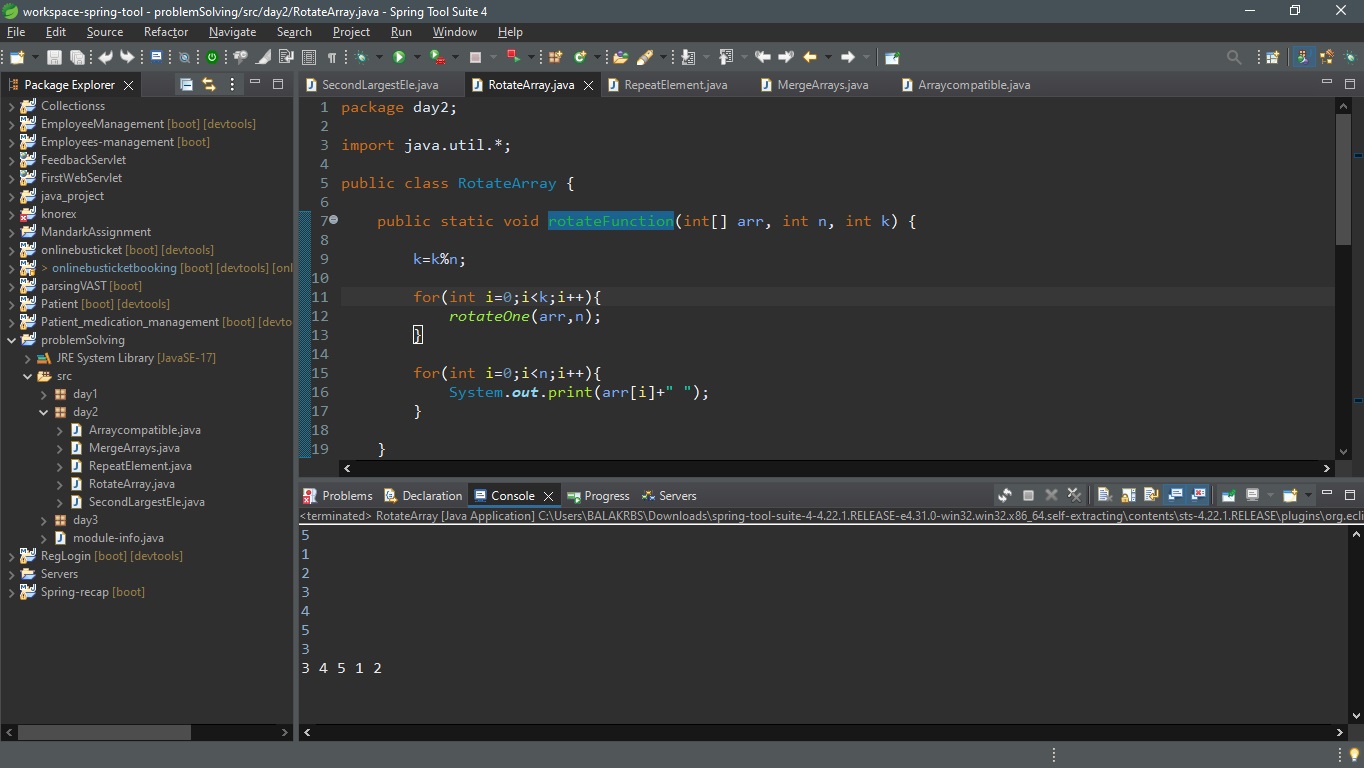 workspace-spring-tool - problemSolving/src/day2/RotateArray.java - Spring Tool Suite 4
File Edit Source Refactor Navigate Search Project Run Window Help
Package Explorer
Collectionss
EmployeeManagement [boot] [devtools]
Employees-management [boot]
FeedbackServlet
FirstWebServlet
java_project
knorex
MandarkAssignment
onlinebusticket [boot] [devtools]
> onlinebusticketbooking [boot] [devtools] [onl
parsingVAST [boot]
Patient [boot] [devtools]
Patient_medication_management [boot] [devto
problemSolving
JRE System Library [JavaSE-17]
src
day1
day2
Arraycompatible.java
MergeArrays.java
RepeatElement.java
RotateArray.java
SecondLargestEle.java
day3
module-info.java
RegLogin [boot] [devtools]
Servers
Spring-recap [boot]
SecondLargestEle.java RotateArray.java RepeatElement.java MergeArrays.java Arraycompatible.java
1 package day2;
2
3 import java.util.*;
4
5 public class RotateArray {
6
7 public static void rotateFunction(int[] arr, int n, int k) {
8
9 k=k%n;
10
11 for(int i=0;i<k;i++){
12 rotateOne(arr,n);
13 }
14
15 for(int i=0;i<n;i++){
16 System.out.print(arr[i]+" ");
17 }
18
19 }
Problems Declaration Console Progress Servers
<terminated> RotateArray [Java Application] C:\Users\BALAKRBS\Downloads\spring-tool-suite-4-4.22.1.RELEASE-e4.31.0-win32.win32.x86_64.self-extracting\contents\sts-4.22.1.RELEASE\plugins\org.ecli
5
1
2
3
4
5
3
3 4 5 1 2